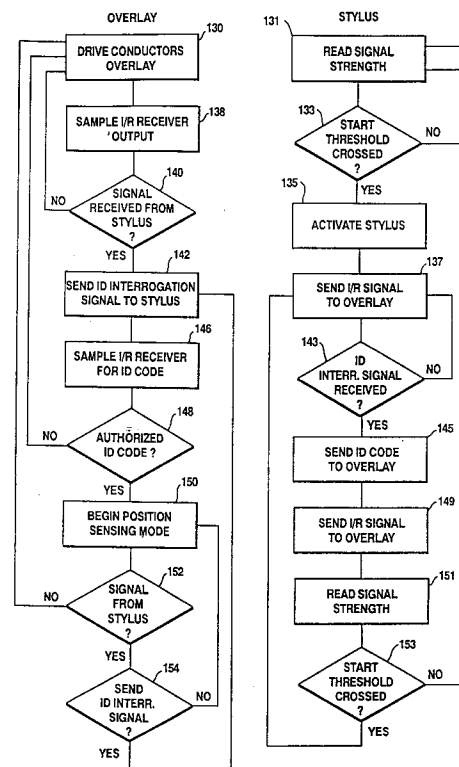 OVERLAY
130
DRIVE CONDUCTORS
OVERLAY
138
SAMPLE I/R RECEIVER
OUTPUT
140
SIGNAL
RECEIVED FROM
STYLUS
?
NO
YES
142
SEND ID INTERROGATION
SIGNAL TO STYLUS
146
SAMPLE I/R RECEIVER
FOR ID CODE
148
AUTHORIZED
ID CODE ?
NO
YES
150
BEGIN POSITION
SENSING MODE
152
SIGNAL
FROM
STYLUS
?
NO
YES
154
SEND
ID INTERR.
SIGNAL
?
NO
YES
STYLUS
131
READ SIGNAL
STRENGTH
133
START
THRESHOLD
CROSSED
?
NO
YES
135
ACTIVATE STYLUS
137
SEND I/R SIGNAL
TO OVERLAY
143
ID
INTERR. SIGNAL
RECEIVED
?
NO
YES
145
SEND ID CODE
TO OVERLAY
149
SEND I/R SIGNAL
TO OVERLAY
151
READ SIGNAL
STRENGTH
153
START
THRESHOLD
CROSSED
?
NO
YES